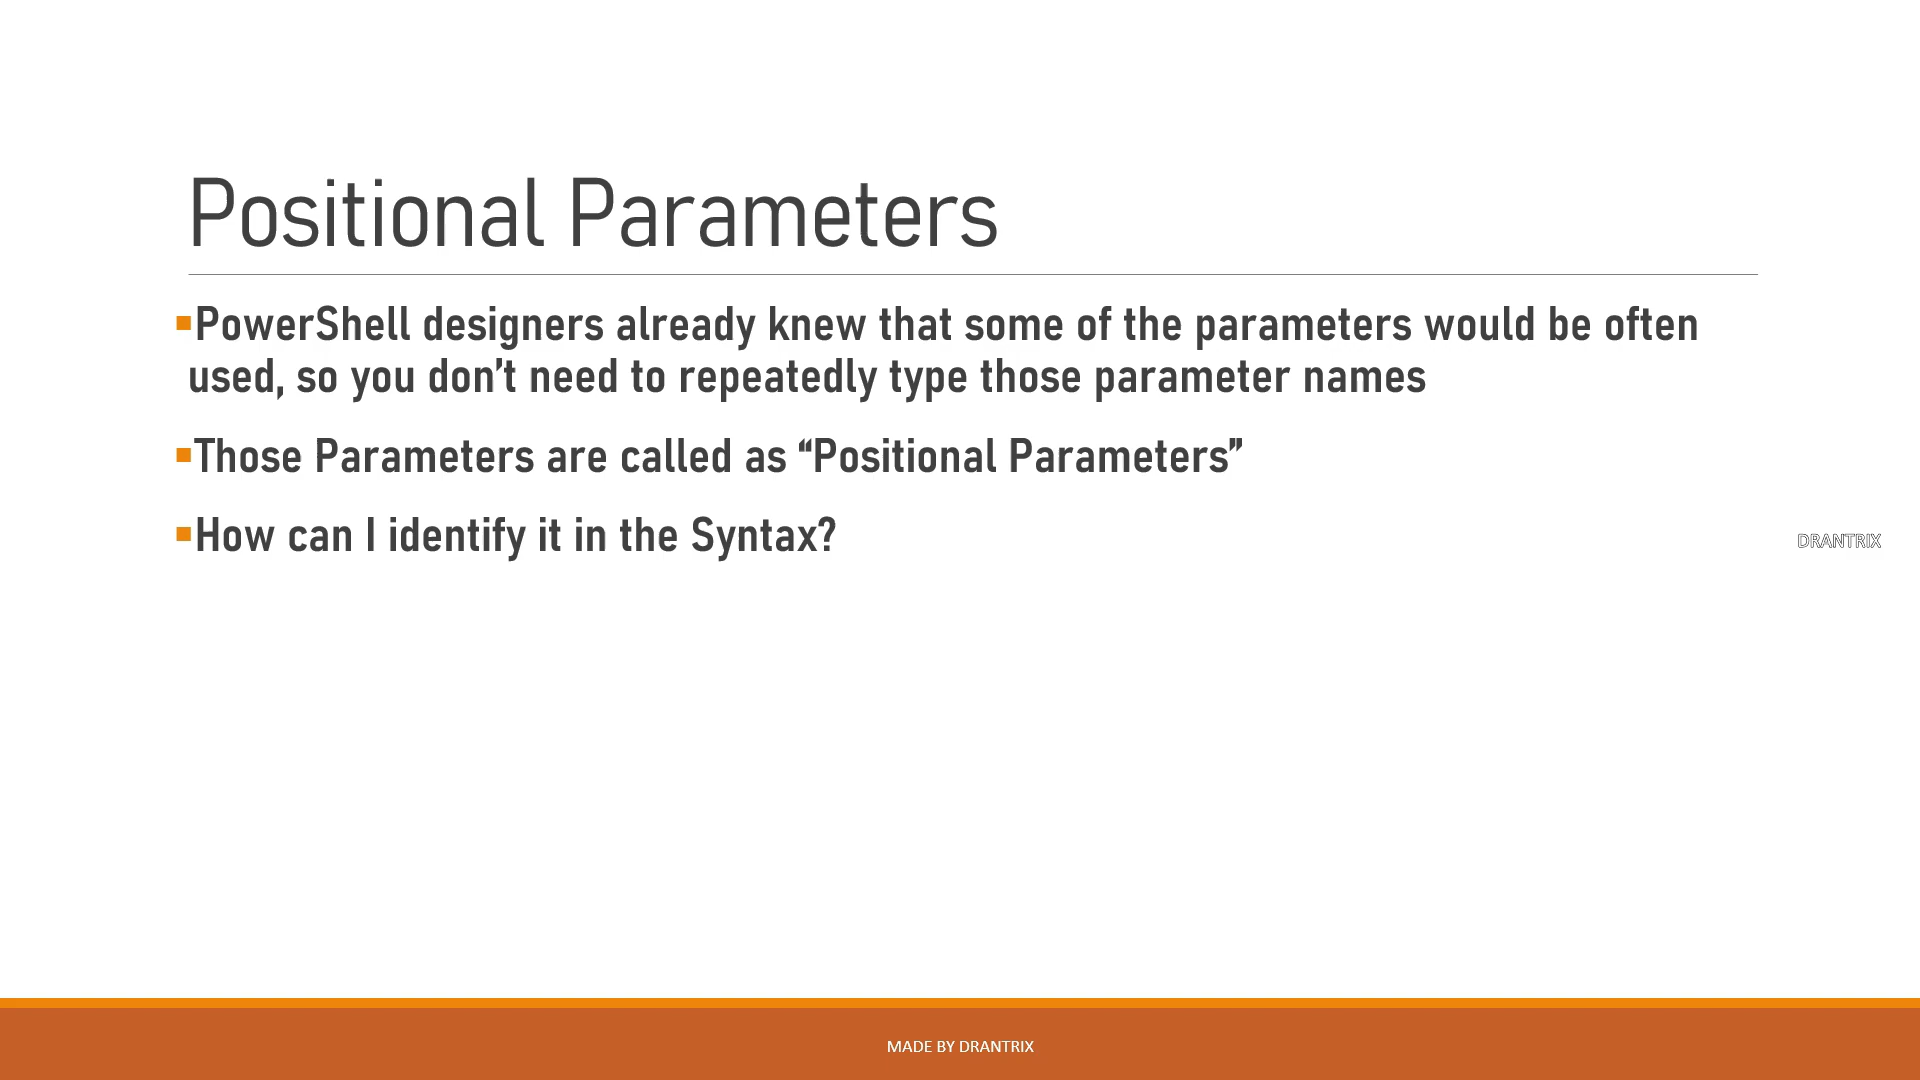 Positional Parameters
▪PowerShell designers already knew that some of the parameters would be often
used, so you don’t need to repeatedly type those parameter names
▪Those Parameters are called as “Positional Parameters”
▪How can I identify it in the Syntax?
DRANTRIX
MADE BY DRANTRIX